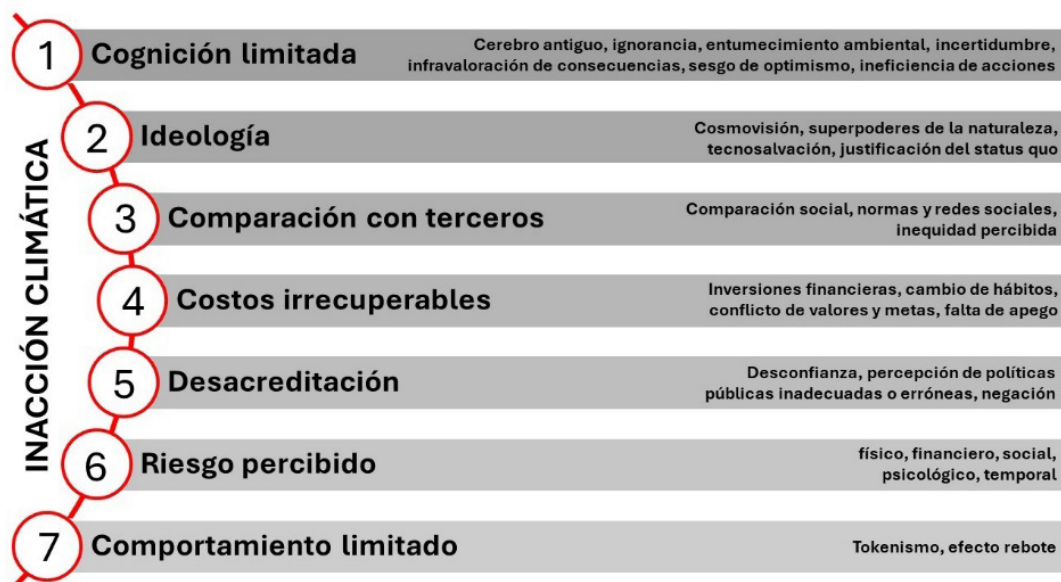 INACCIÓN CLIMÁTICA
1 Cognición limitada
Cerebro antiguo, ignorancia, entumecimiento ambiental, incertidumbre,
infravaloración de consecuencias, sesgo de optimismo, ineficiencia de acciones
2 Ideología
Cosmovisión, superpoderes de la naturaleza,
tecnosalvación, justificación del status quo
3 Comparación con terceros
Comparación social, normas y redes sociales,
inequidad percibida
4 Costos irrecuperables
Inversiones financieras, cambio de hábitos,
conflicto de valores y metas, falta de apego
5 Desacreditación
Desconfianza, percepción de políticas
públicas inadecuadas o erróneas, negación
6 Riesgo percibido
físico, financiero, social,
psicológico, temporal
7 Comportamiento limitado
Tokenismo, efecto rebote